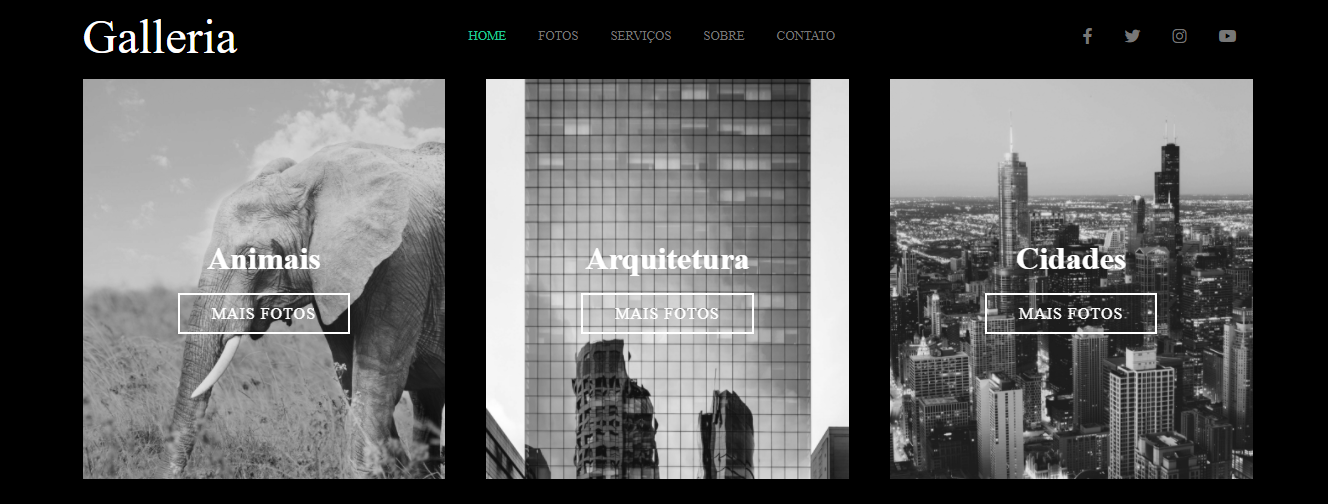 Galleria
HOME FOTOS SERVIÇOS SOBRE CONTATO
Animais
MAIS FOTOS
Arquitetura
MAIS FOTOS
Cidades
MAIS FOTOS